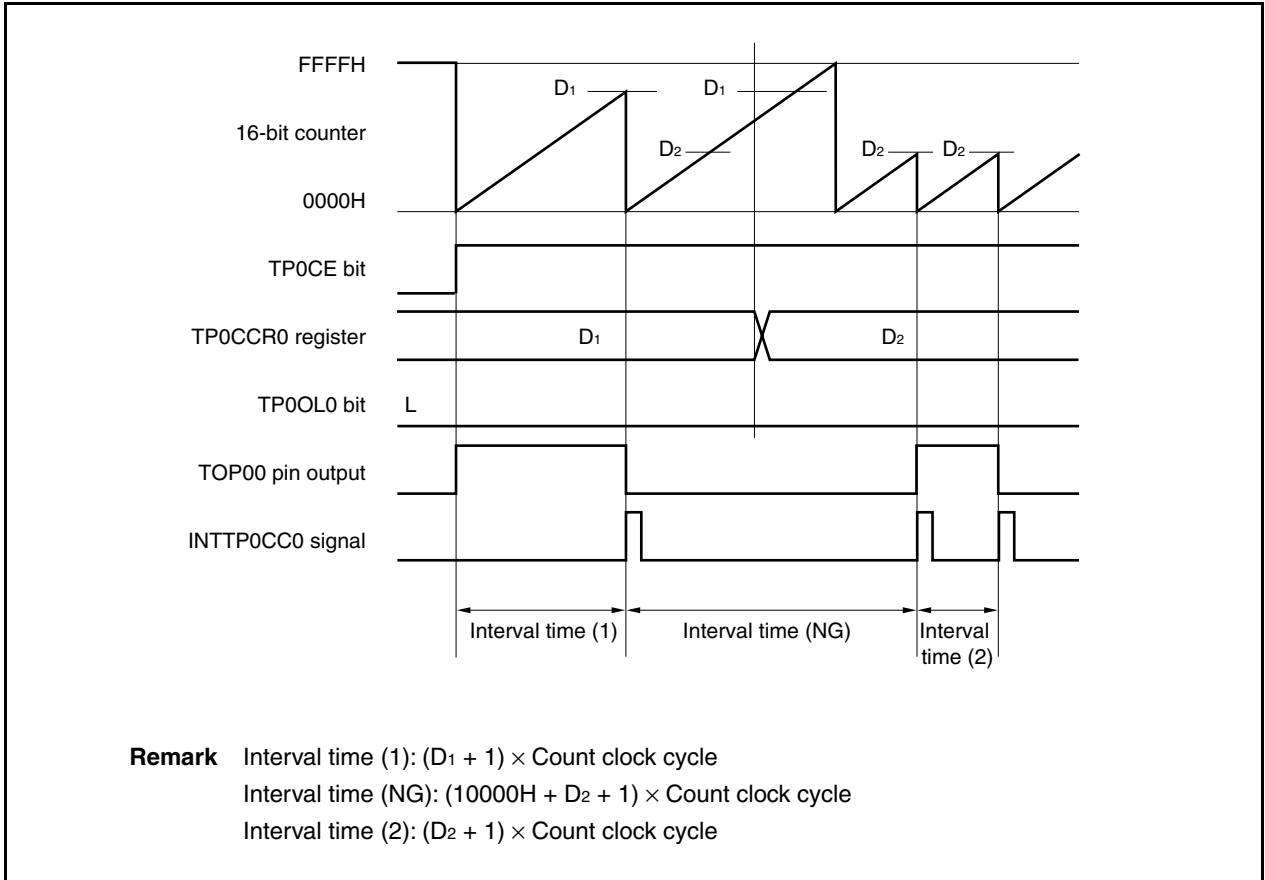 FFFFH
D1 D1
16-bit counter
D2 D2 D2
0000H
TP0CE bit
TP0CCR0 register D1 D2
TP0OL0 bit L
TOP00 pin output
INTTP0CC0 signal
Interval time (1) Interval time (NG) Interval
time (2)
Remark Interval time (1): (D1 + 1) × Count clock cycle
Interval time (NG): (10000H + D2 + 1) × Count clock cycle
Interval time (2): (D2 + 1) × Count clock cycle